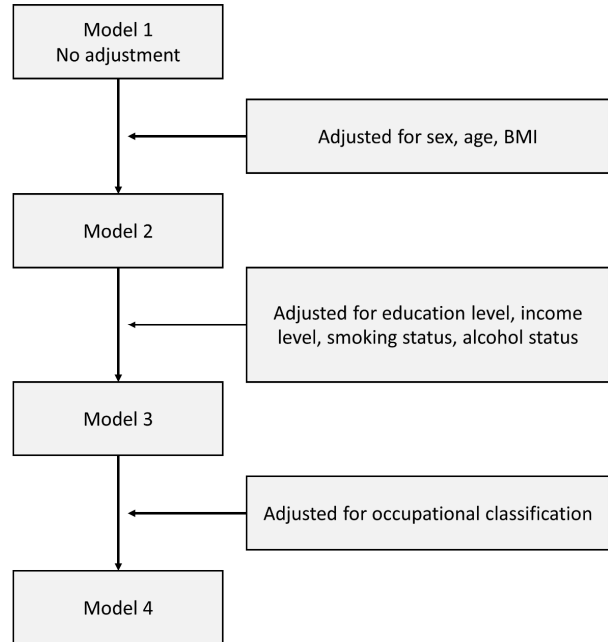 Model 1
No adjustment
Adjusted for sex, age, BMI
Model 2
Adjusted for education level, income
level, smoking status, alcohol status
Model 3
Adjusted for occupational classification
Model 4